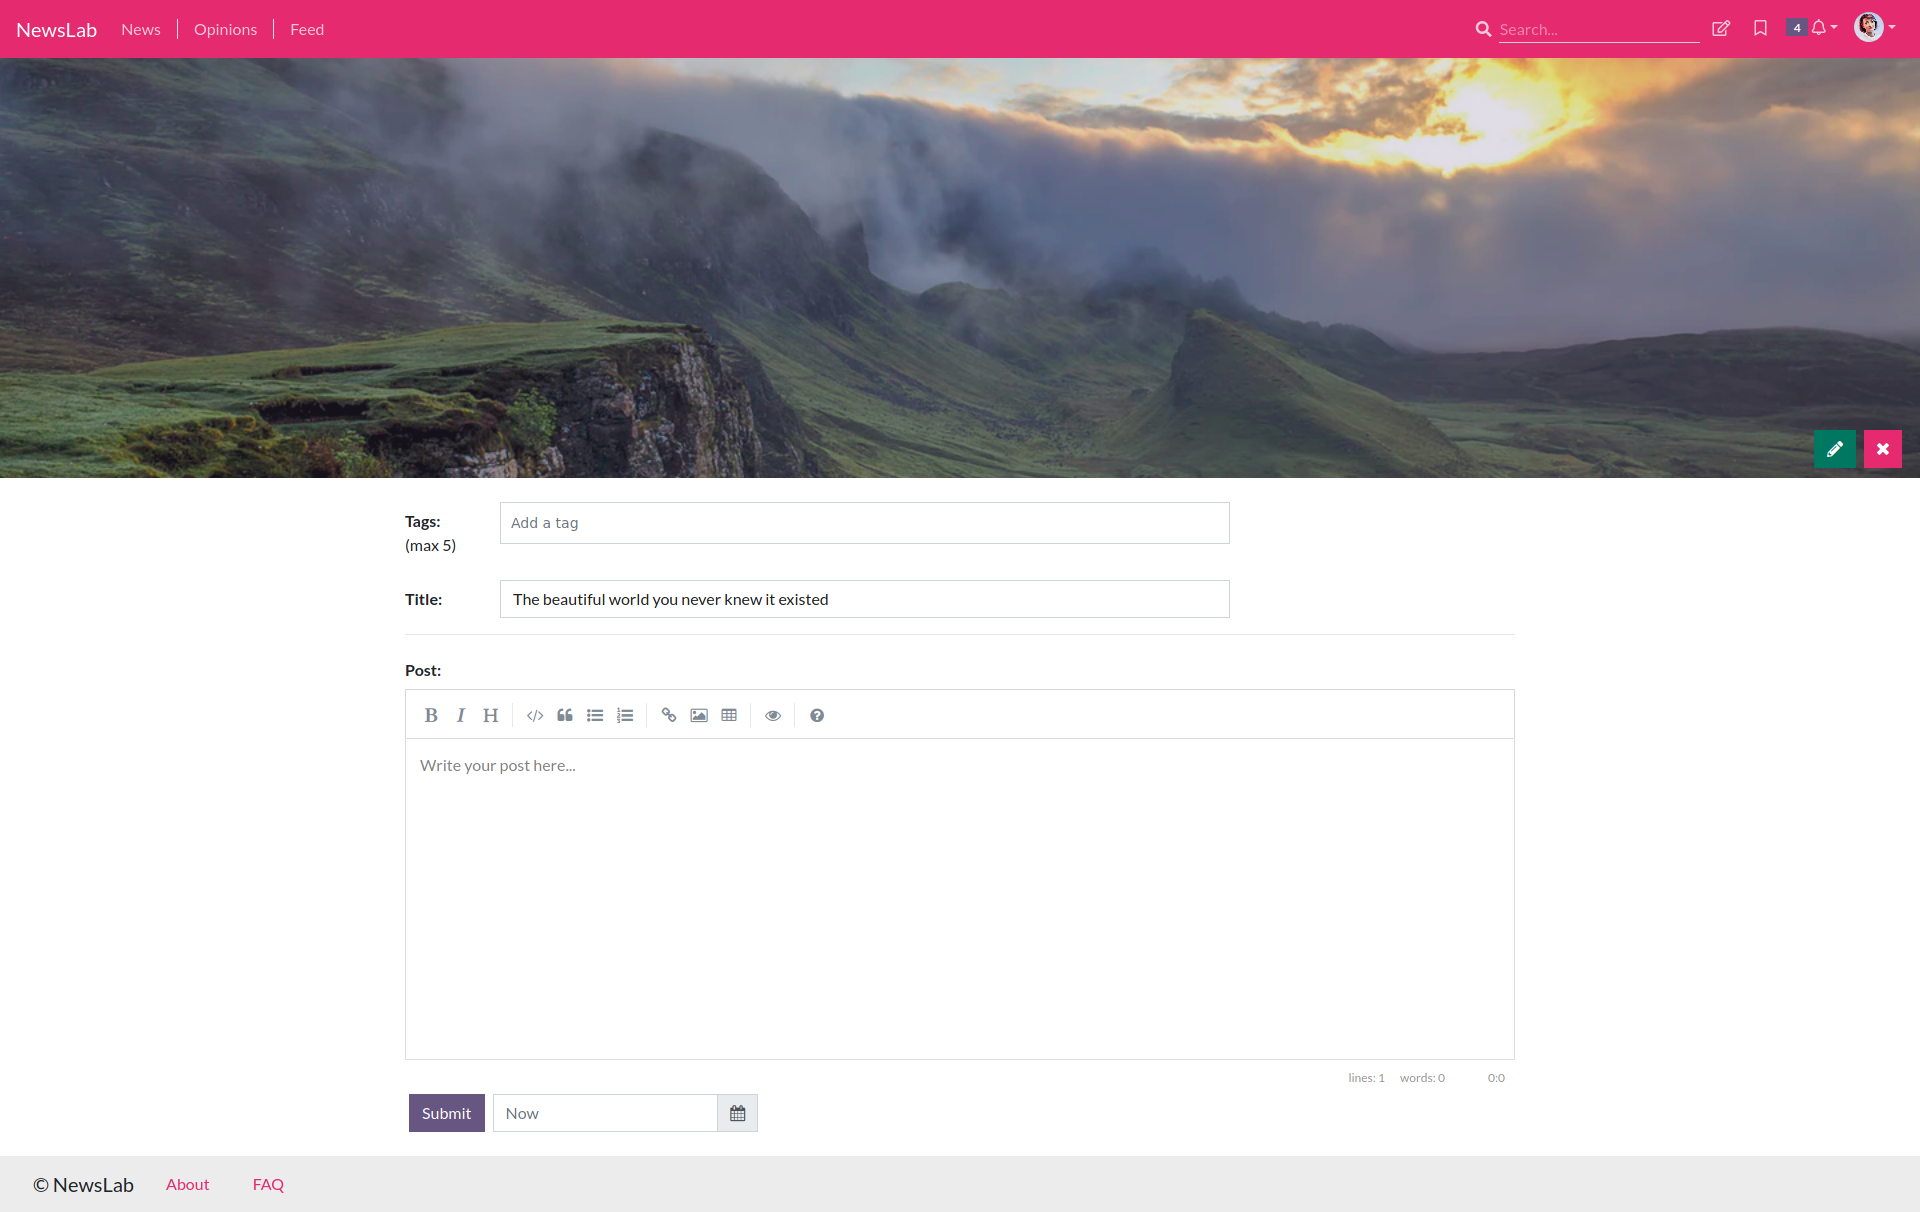 NewsLab News Opinions Feed Search... 4
Tags:
(max 5)
Add a tag
Title:
The beautiful world you never knew it existed
Post:
B I H
Write your post here...
lines: 1 words: 0 0:0
Submit Now
© NewsLab About FAQ